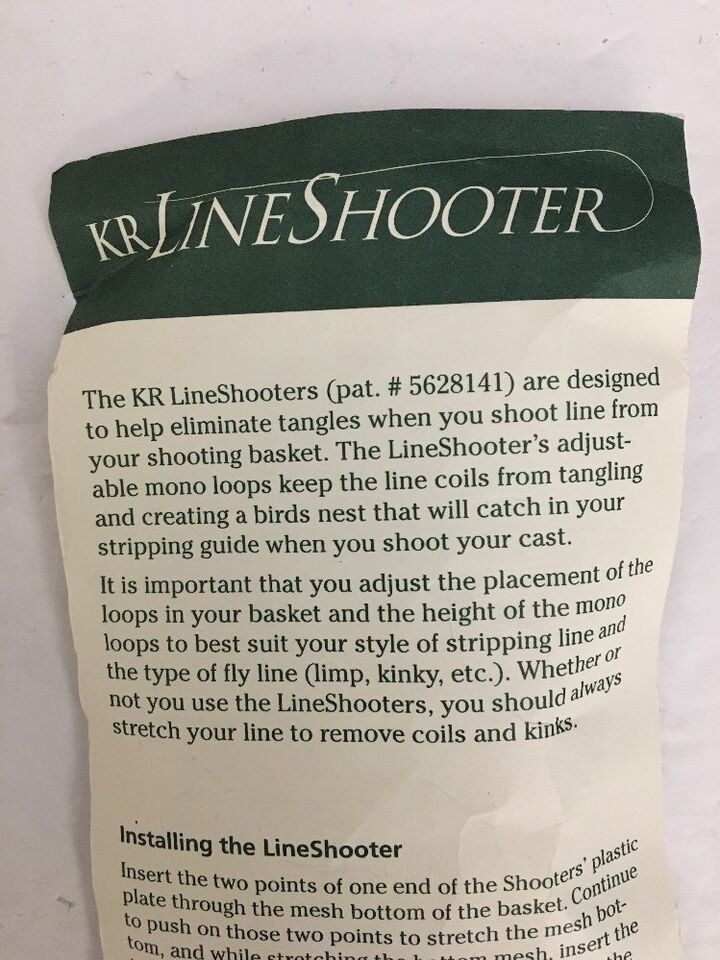 KR LINESHOOTER
The KR LineShooters (pat. # 5628141) are designed
to help eliminate tangles when you shoot line from
your shooting basket. The LineShooter's adjust-
able mono loops keep the line coils from tangling
and creating a birds nest that will catch in your
stripping guide when you shoot your cast.
It is important that you adjust the placement of the
loops in your basket and the height of the mono
loops to best suit your style of stripping line and
the type of fly line (limp, kinky, etc.). Whether or
not you use the LineShooters, you should always
stretch your line to remove coils and kinks.
Installing the LineShooter
Insert the two points of one end of the Shooters' plastic
plate through the mesh bottom of the basket. Continue
to push on those two points to stretch the mesh bot-
tom, and while stretching the bottom mesh, insert the
the